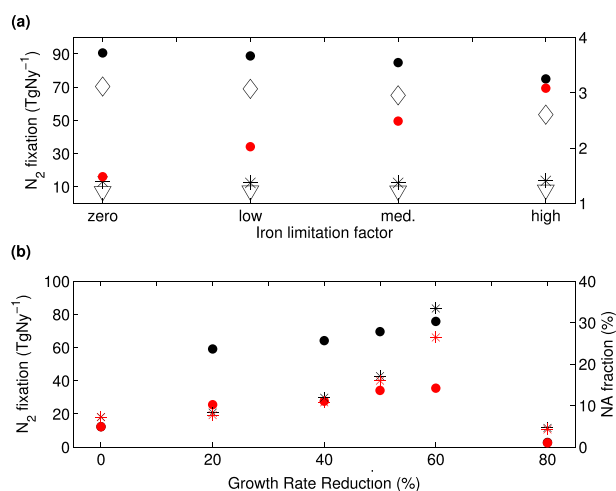 (a)
90
70
50
30
10
4
3
2
1
N2 fixation (TgNy−1)
zero low med. high
Iron limitation factor
(b)
100
80
60
40
20
0
40
30
20
10
0
N2 fixation (TgNy−1)
NA fraction (%)
0 20 40 60 80
Growth Rate Reduction (%)